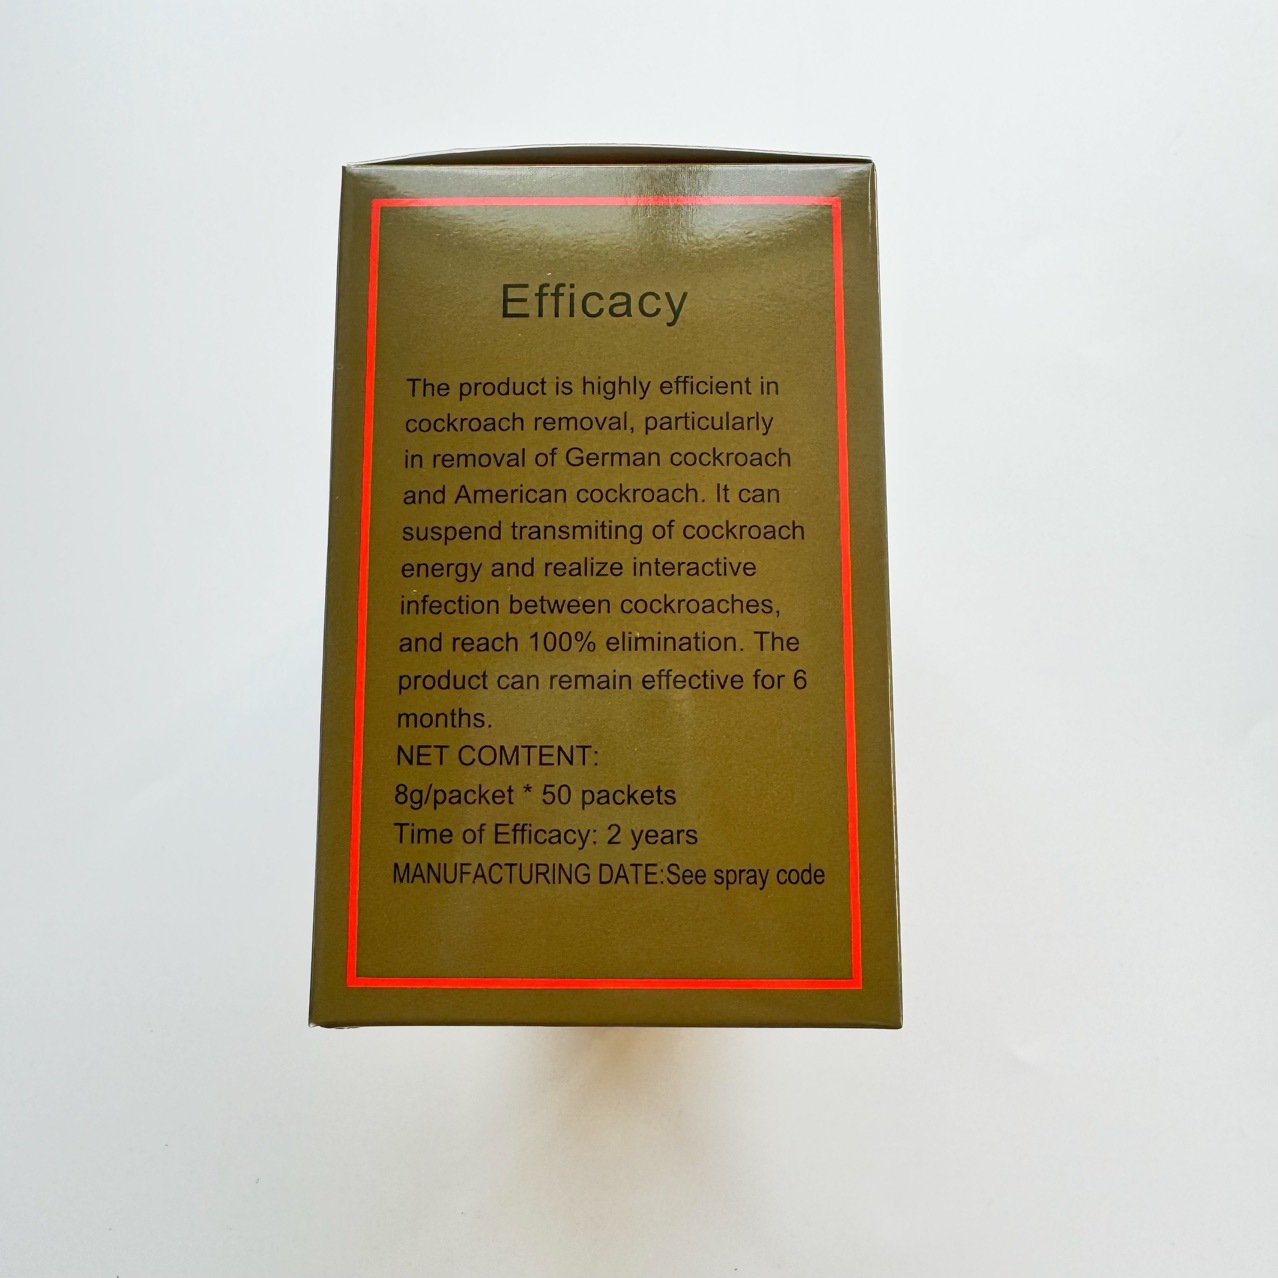 Efficacy
The product is highly efficient in
cockroach removal, particularly
in removal of German cockroach
and American cockroach. It can
suspend transmiting of cockroach
energy and realize interactive
infection between cockroaches,
and reach 100% elimination. The
product can remain effective for 6
months.
NET COMTENT:
8g/packet * 50 packets
Time of Efficacy: 2 years
MANUFACTURING DATE:See spray code